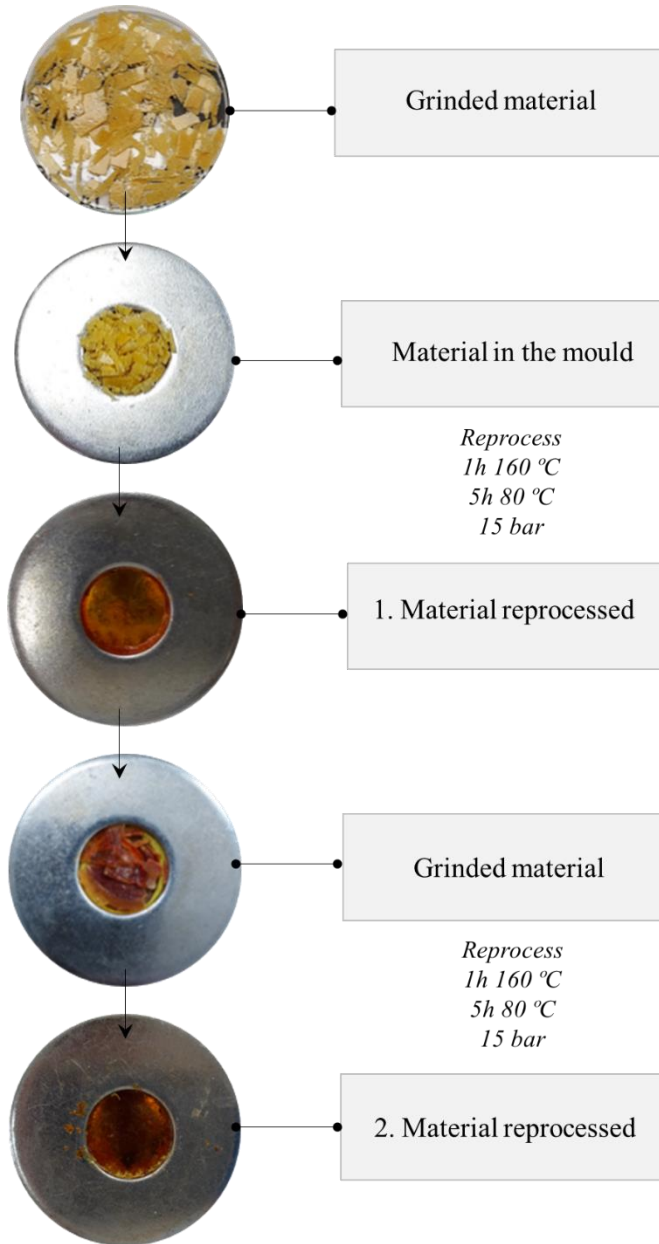 Grinded material
Material in the mould
Reprocess
1h 160 ºC
5h 80 ºC
15 bar
1. Material reprocessed
Grinded material
Reprocess
1h 160 ºC
5h 80 ºC
15 bar
2. Material reprocessed